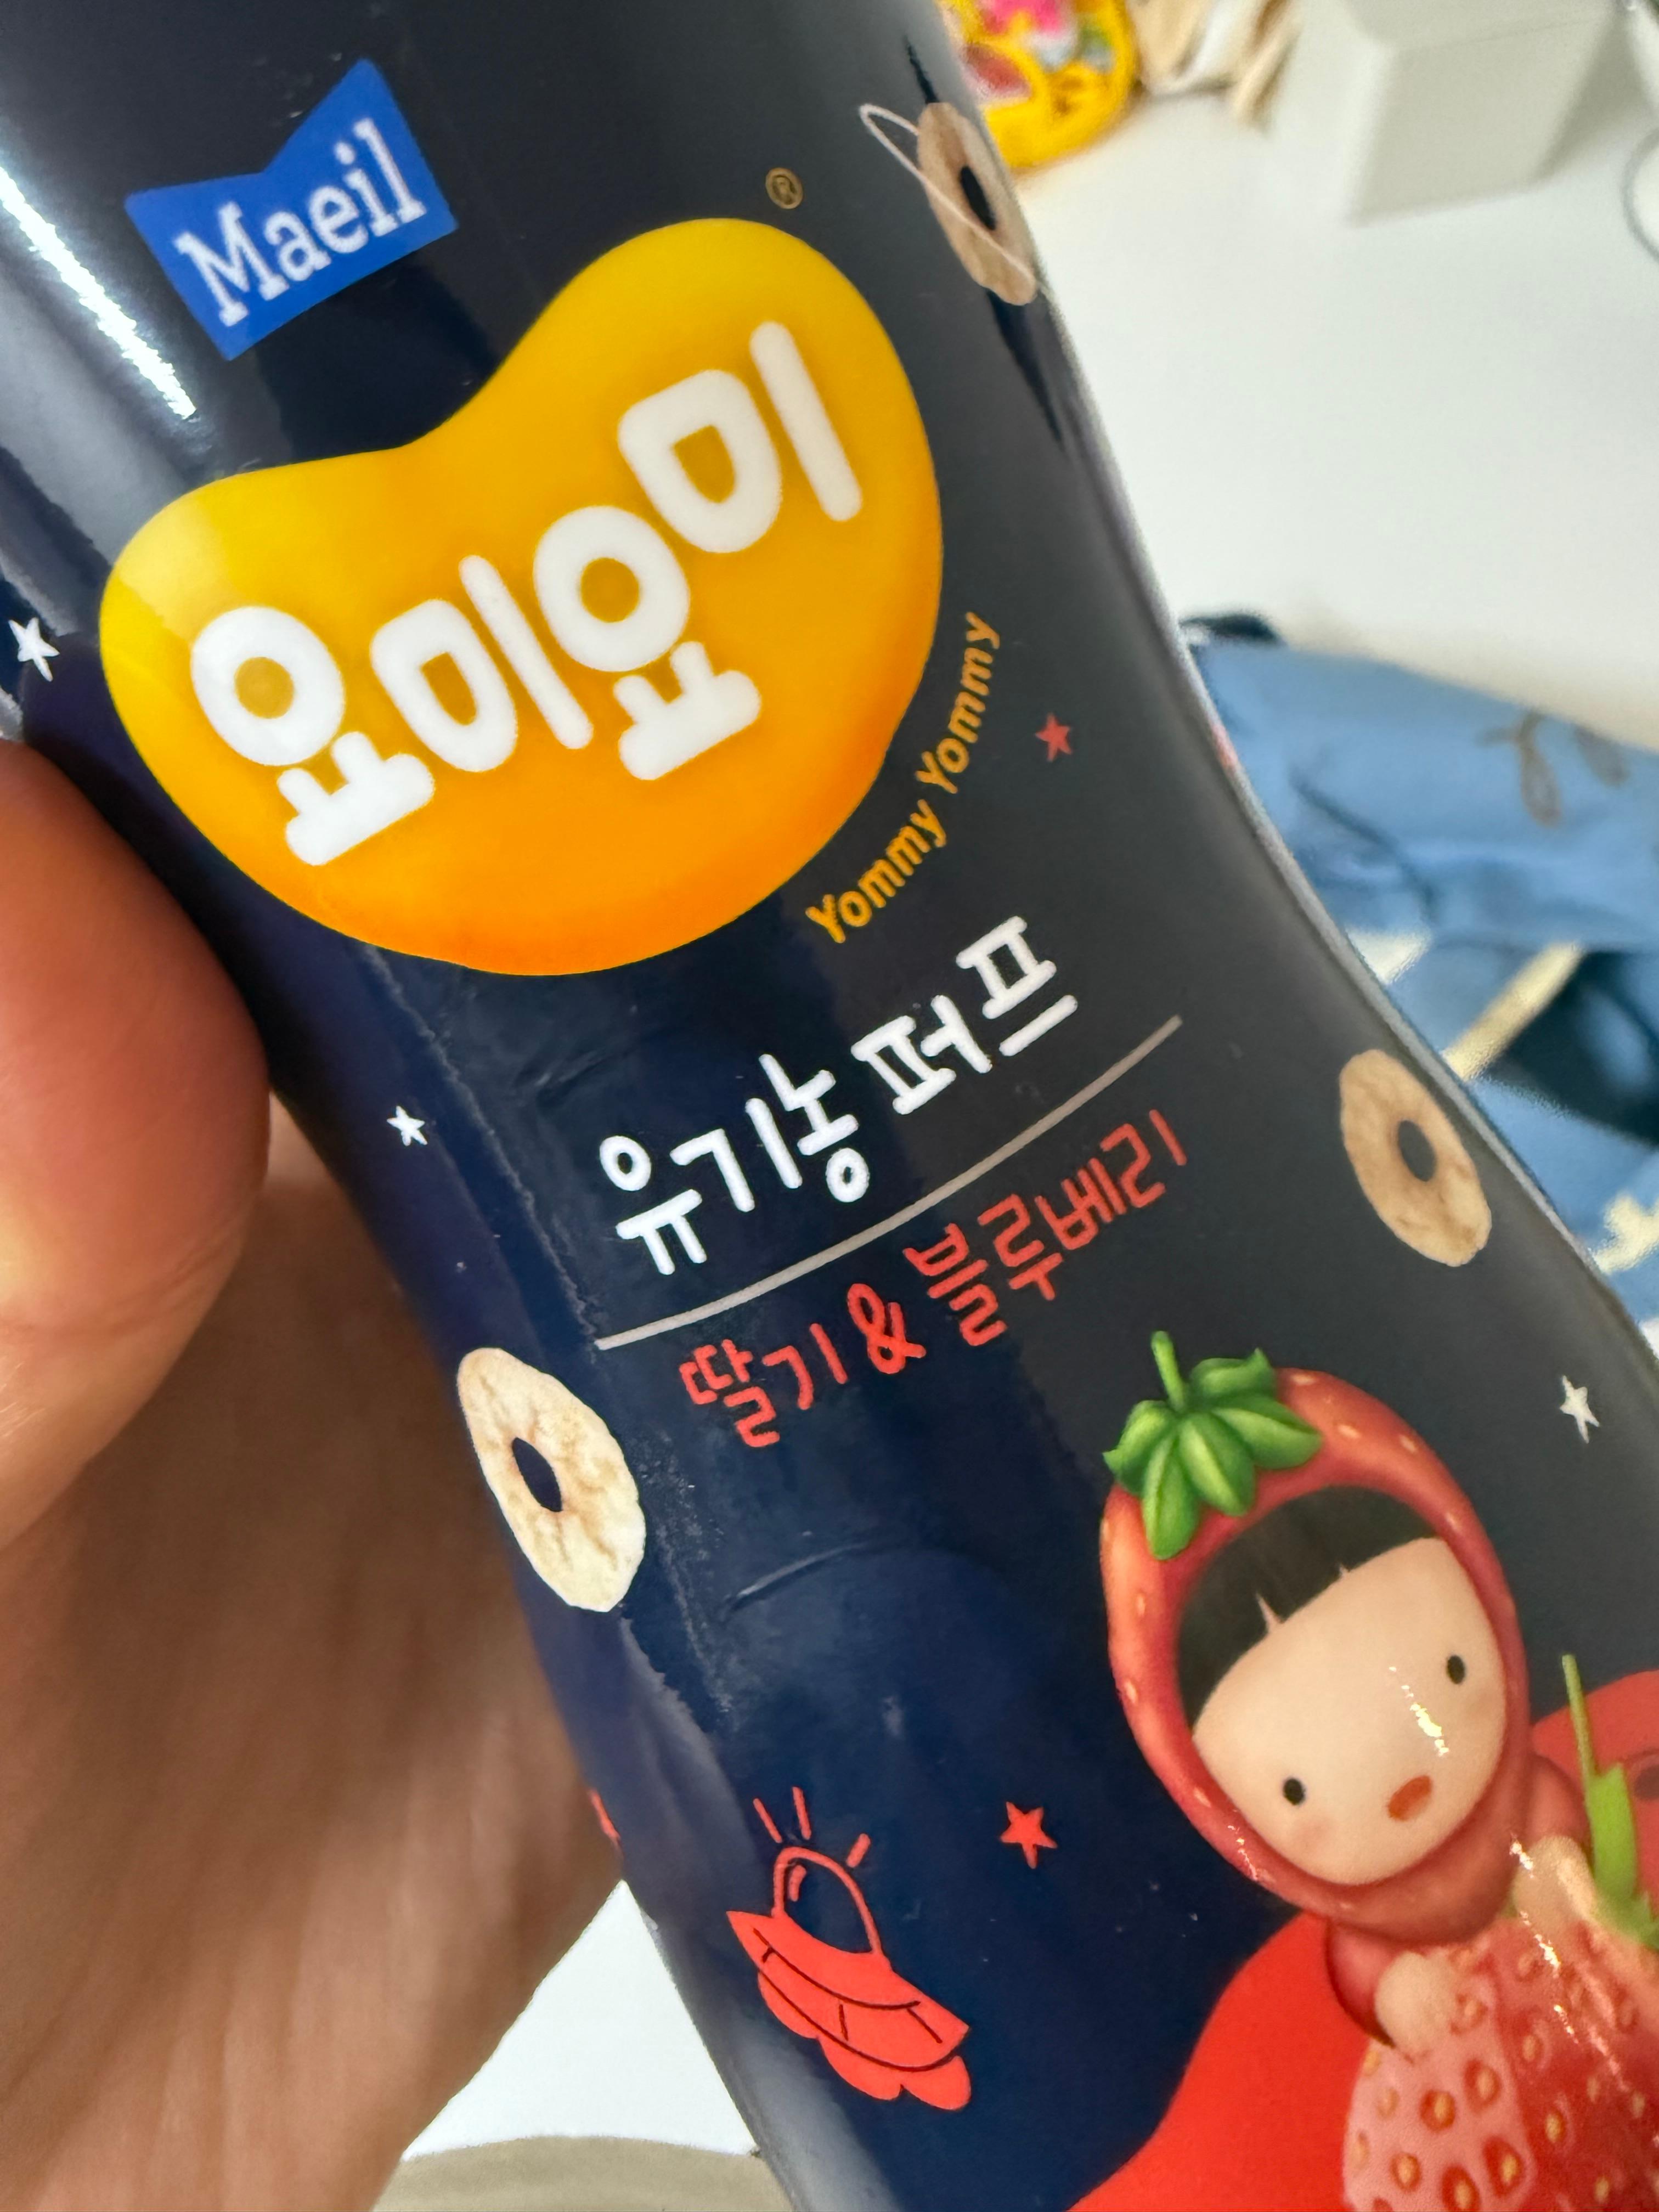 Maeil
®
요미요미
Yommy Yommy
유기농 퍼프
딸기 & 블루베리